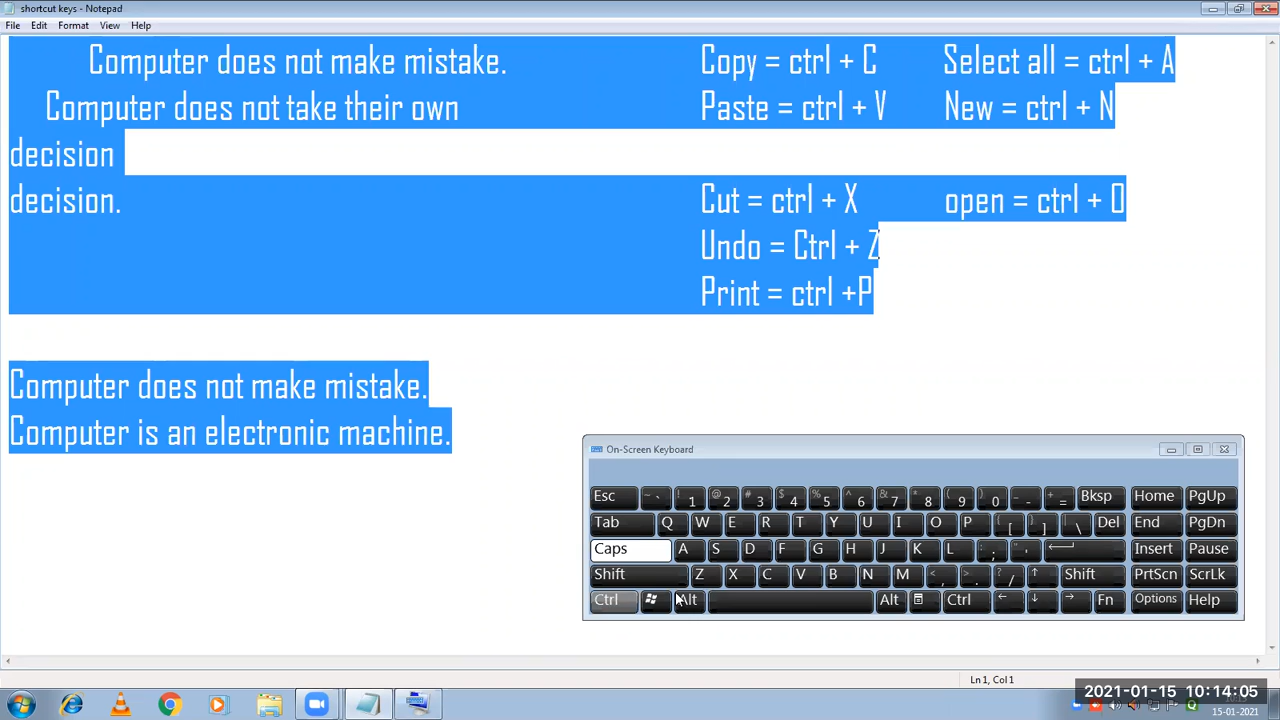 shortcut keys - Notepad
File Edit Format View Help
Computer does not make mistake. Copy = ctrl + C Select all = ctrl + A
Computer does not take their own Paste = ctrl + V New = ctrl + N
decision
decision. Cut = ctrl + X open = ctrl + O
Undo = Ctrl + Z
Print = ctrl +P
Computer does not make mistake.
Computer is an electronic machine.
On-Screen Keyboard
Esc ~ ` ! 1 @ 2 # 3 $ 4 % 5 ^ 6 & 7 * 8 ( 9 ) 0 _ - + = Bksp Home PgUp
Tab Q W E R T Y U I O P { [ } ] | \ Del End PgDn
Caps A S D F G H J K L : ; " ' Insert Pause
Shift Z X C V B N M < , > . ? / ↑ Shift PrtScn ScrLk
Ctrl Alt Alt Ctrl ← ↓ → Fn Options Help
Ln 1, Col 1
2021-01-15 10:14:05
15-01-2021